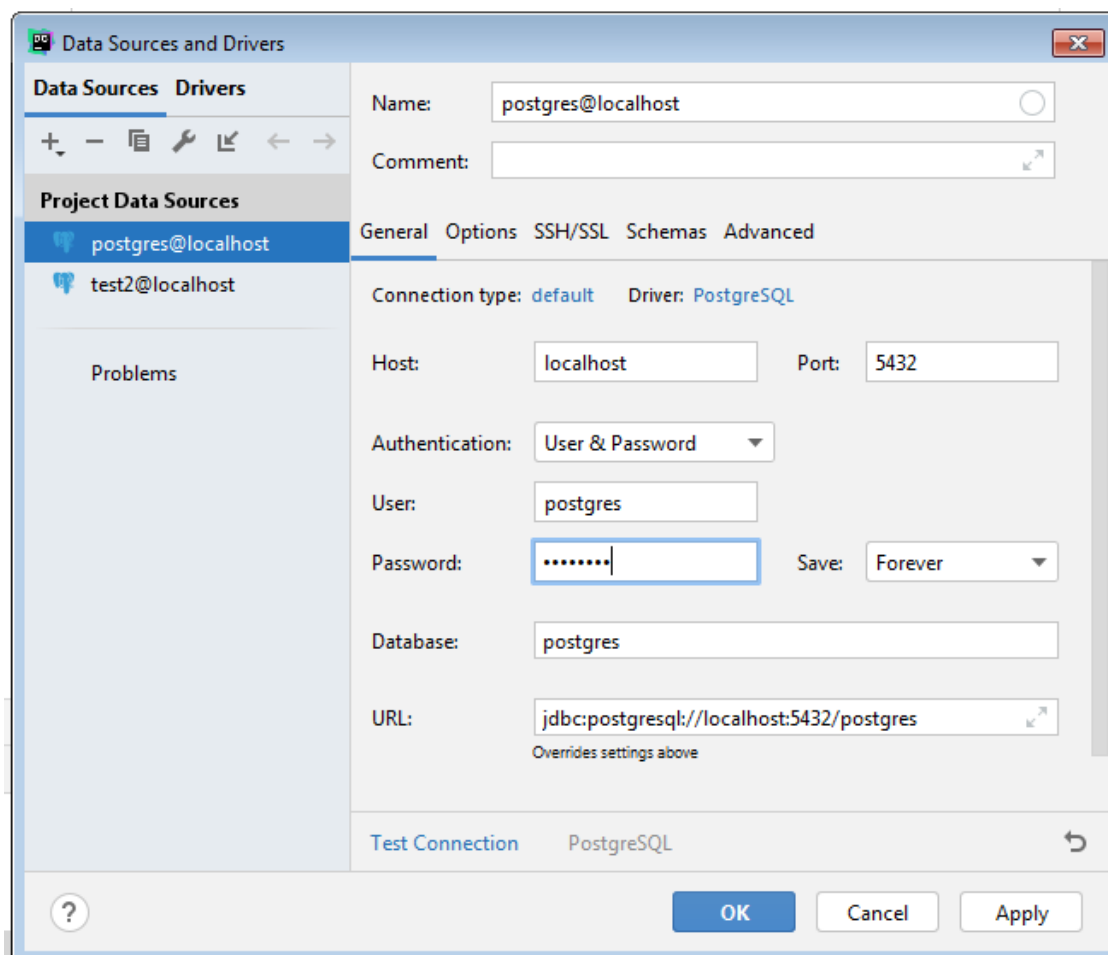 Data Sources and Drivers
Data Sources Drivers
Name: postgres@localhost
Comment:
Project Data Sources
postgres@localhost
test2@localhost
Problems
General Options SSH/SSL Schemas Advanced
Connection type: default Driver: PostgreSQL
Host: localhost Port: 5432
Authentication: User & Password
User: postgres
Password: •••••••• Save: Forever
Database: postgres
URL: jdbc:postgresql://localhost:5432/postgres
Overrides settings above
Test Connection PostgreSQL
? OK Cancel Apply